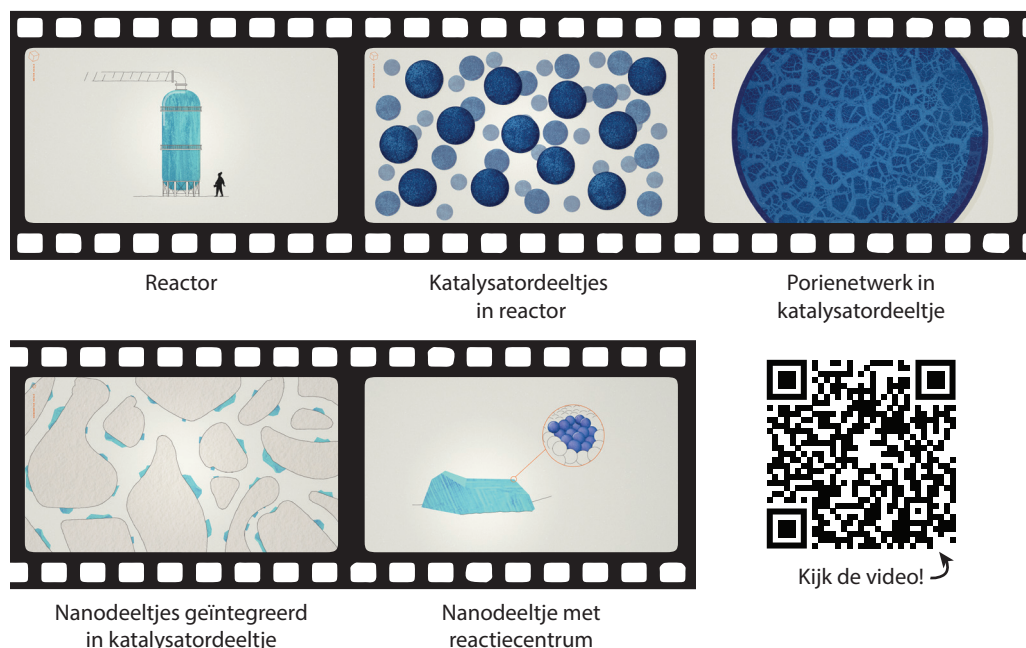 Reactor
Katalysatordeeltjes
in reactor
Porienetwerk in
katalysatordeeltje
Nanodeeltjes geïntegreerd
in katalysatordeeltje
Nanodeeltje met
reactiecentrum
Kijk de video!